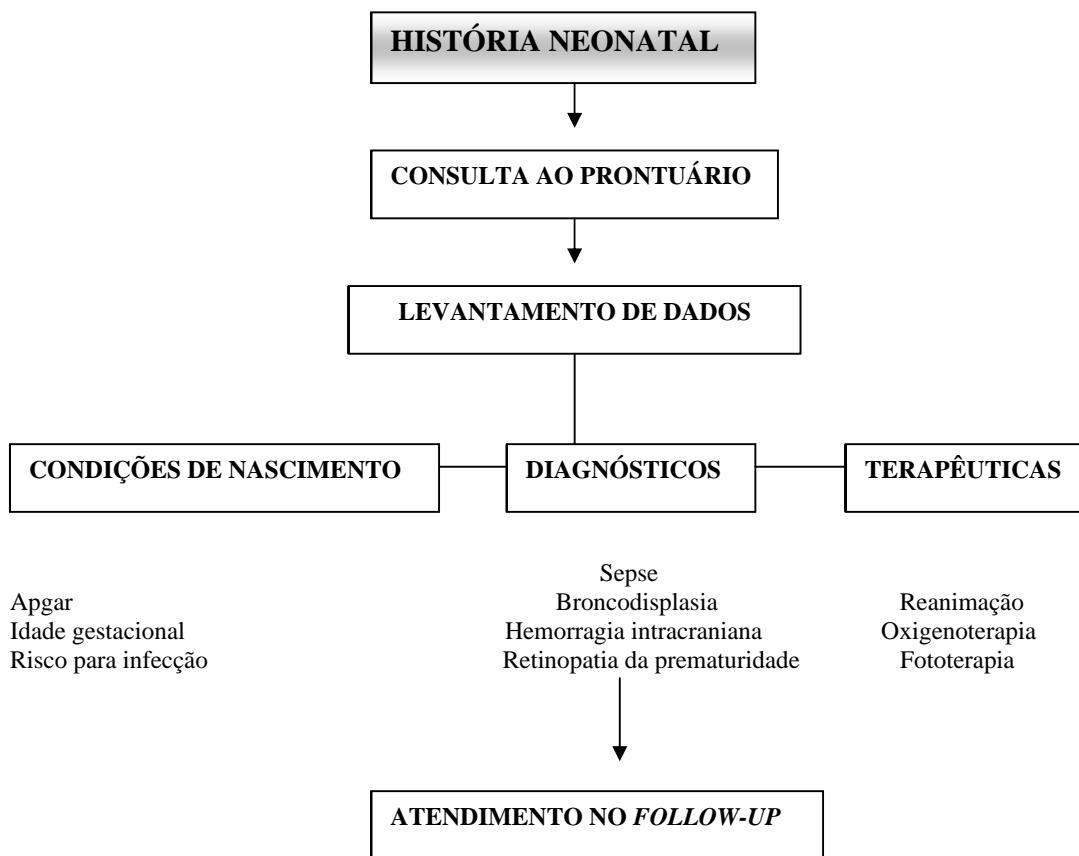 HISTÓRIA NEONATAL
CONSULTA AO PRONTUÁRIO
LEVANTAMENTO DE DADOS
CONDIÇÕES DE NASCIMENTO
DIAGNÓSTICOS
TERAPÊUTICAS
Apgar
Idade gestacional
Risco para infecção
Sepse
Broncodisplasia
Hemorragia intracraniana
Retinopatia da prematuridade
Reanimação
Oxigenoterapia
Fototerapia
ATENDIMENTO NO FOLLOW-UP